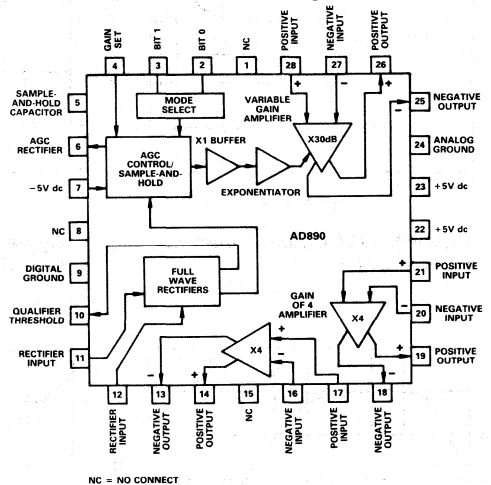 GAIN
SET
BIT 1
BIT 0
NC
POSITIVE
INPUT
NEGATIVE
INPUT
POSITIVE
OUTPUT
4
3
2
1
28
27
26
+
−
+
SAMPLE-
AND-HOLD
CAPACITOR
5
MODE
SELECT
VARIABLE
GAIN
AMPLIFIER
−
25
NEGATIVE
OUTPUT
AGC
RECTIFIER
6
AGC
CONTROL/
SAMPLE-AND-
HOLD
X1 BUFFER
EXPONENTIATOR
X30dB
24
ANALOG
GROUND
−5V dc
7
23
+5V dc
NC
8
AD890
22
+5V dc
DIGITAL
GROUND
9
FULL
WAVE
RECTIFIERS
GAIN
OF 4
AMPLIFIER
+
21
POSITIVE
INPUT
QUALIFIER
THRESHOLD
10
X4
−
20
NEGATIVE
INPUT
RECTIFIER
INPUT
11
X4
+
−
+
19
POSITIVE
OUTPUT
−
+
−
12
13
14
15
16
17
18
RECTIFIER
INPUT
NEGATIVE
OUTPUT
POSITIVE
OUTPUT
NC
NEGATIVE
INPUT
POSITIVE
INPUT
NEGATIVE
OUTPUT
NC = NO CONNECT